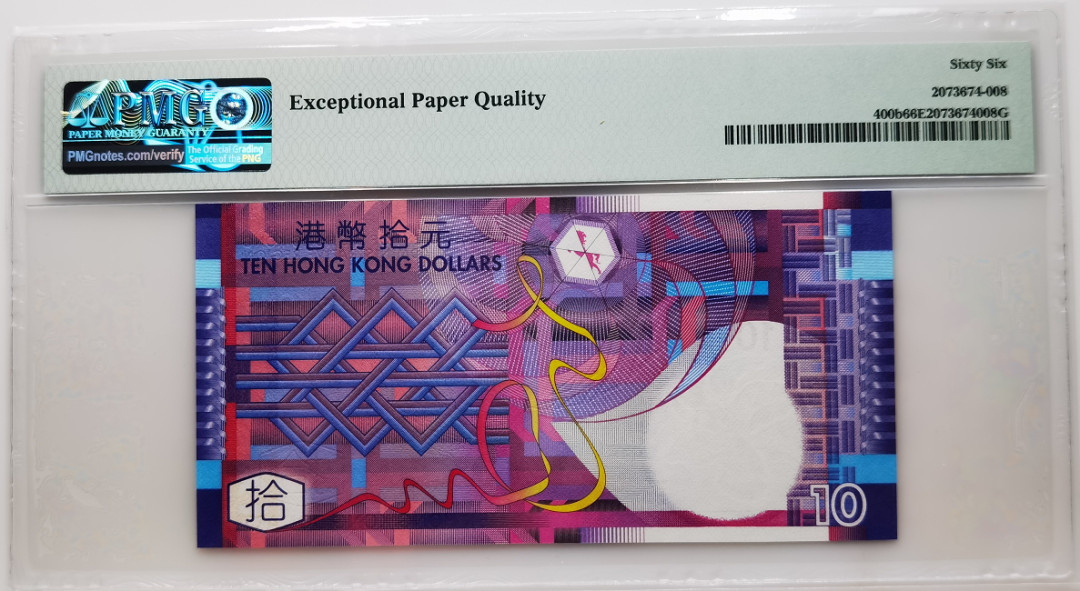 PMG
PAPER MONEY GUARANTY
PMGnotes.com/verify
The Official Grading
Service of the PNG
Exceptional Paper Quality
Sixty Six
2073674-008
400b66E2073674008G
港幣拾元
TEN HONG KONG DOLLARS
拾
10